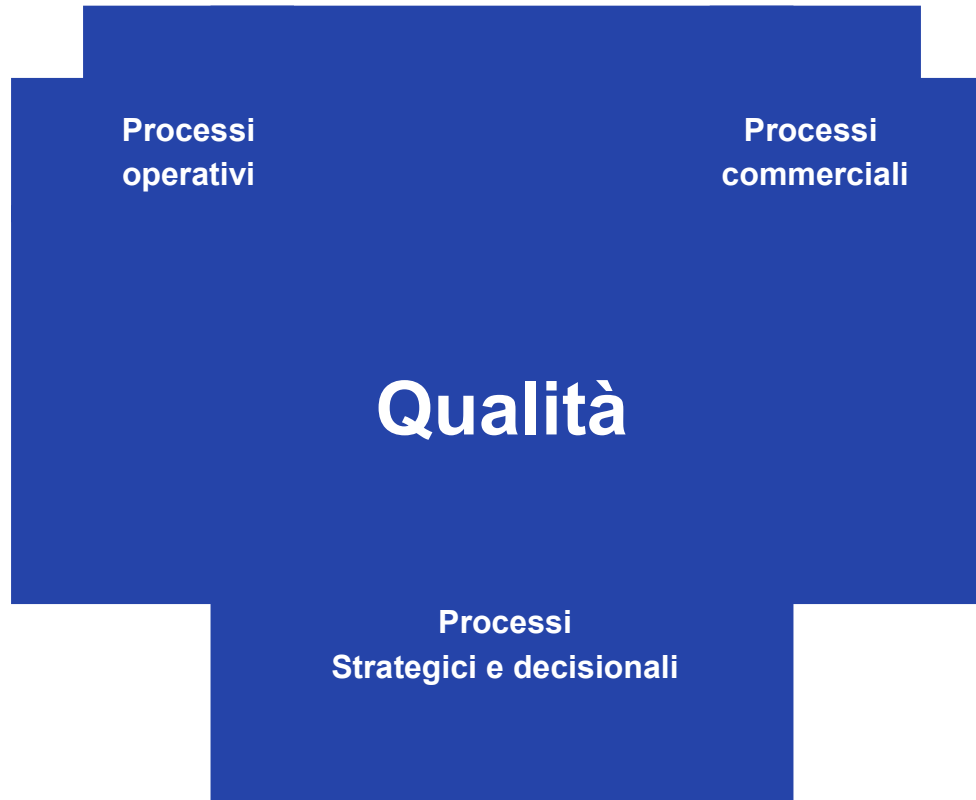 Processi
operativi
Processi
commerciali
Qualità
Processi
Strategici e decisionali